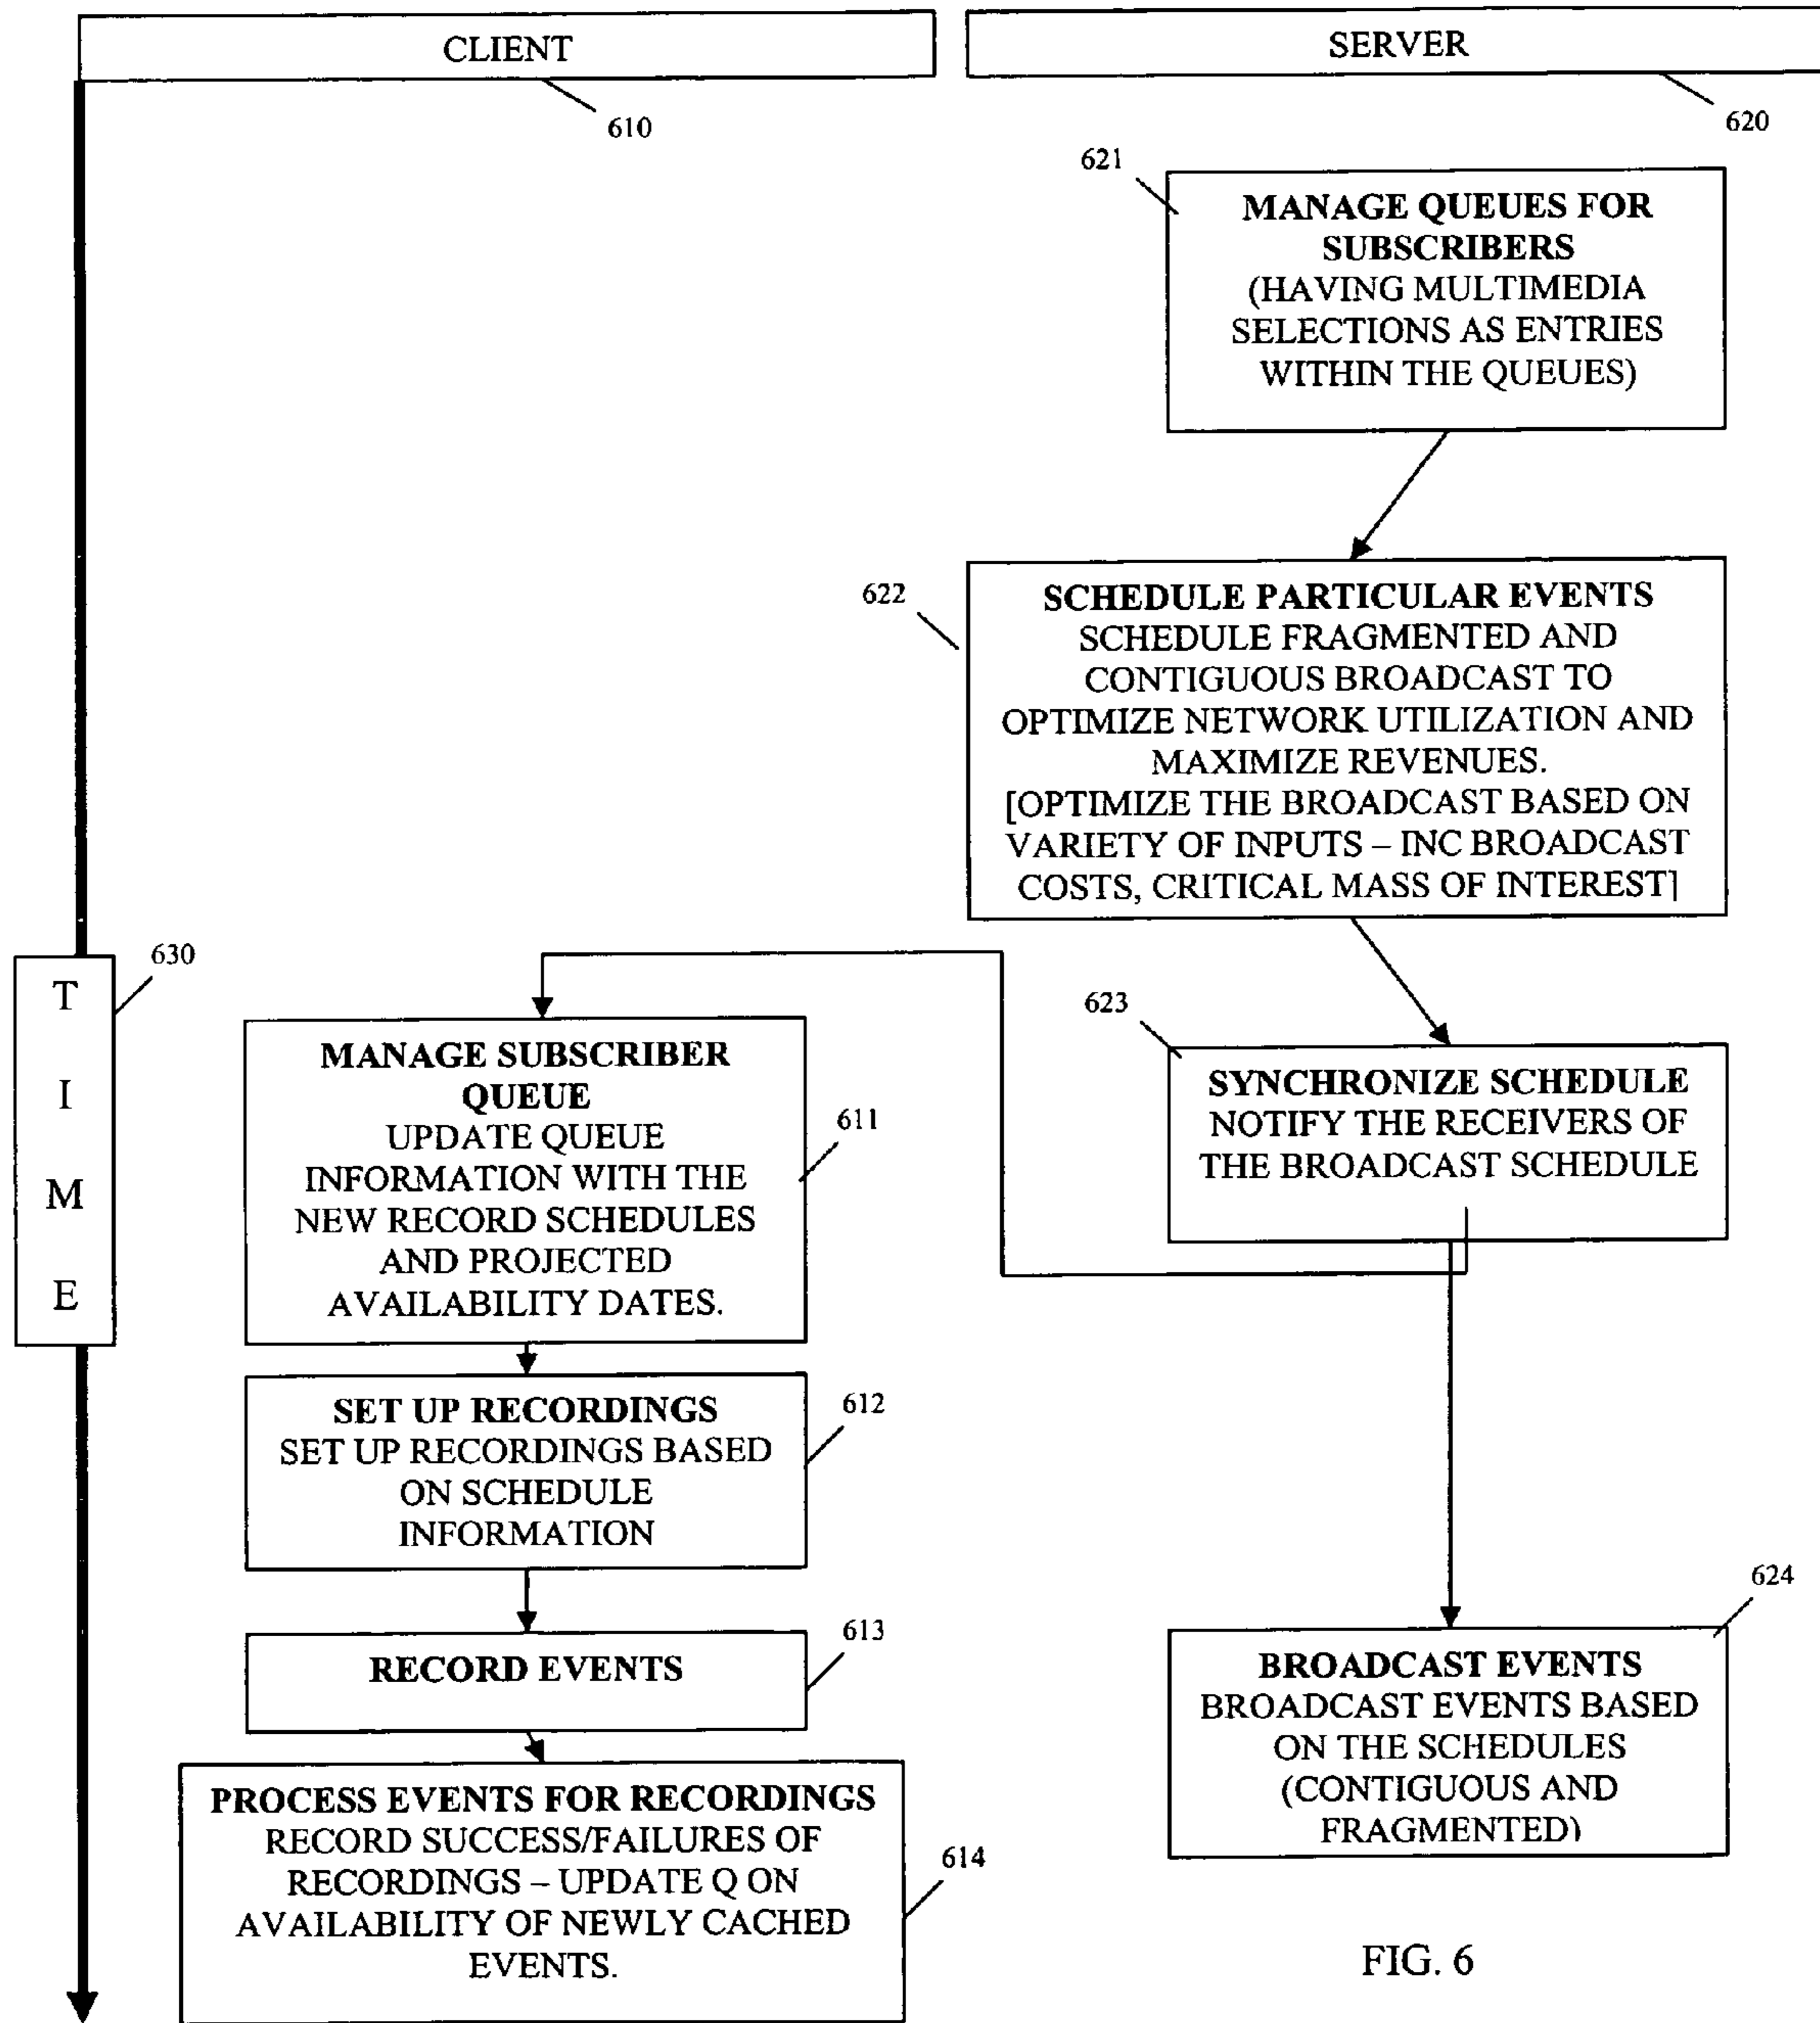 CLIENT
SERVER
610
620
621
MANAGE QUEUES FOR
SUBSCRIBERS
(HAVING MULTIMEDIA
SELECTIONS AS ENTRIES
WITHIN THE QUEUES)
622
SCHEDULE PARTICULAR EVENTS
SCHEDULE FRAGMENTED AND
CONTIGUOUS BROADCAST TO
OPTIMIZE NETWORK UTILIZATION AND
MAXIMIZE REVENUES.
[OPTIMIZE THE BROADCAST BASED ON
VARIETY OF INPUTS – INC BROADCAST
COSTS, CRITICAL MASS OF INTEREST]
630
T
I
M
E
623
SYNCHRONIZE SCHEDULE
NOTIFY THE RECEIVERS OF
THE BROADCAST SCHEDULE
MANAGE SUBSCRIBER
QUEUE
UPDATE QUEUE
INFORMATION WITH THE
NEW RECORD SCHEDULES
AND PROJECTED
AVAILABILITY DATES.
611
SET UP RECORDINGS
SET UP RECORDINGS BASED
ON SCHEDULE
INFORMATION
612
RECORD EVENTS
613
624
BROADCAST EVENTS
BROADCAST EVENTS BASED
ON THE SCHEDULES
(CONTIGUOUS AND
FRAGMENTED)
PROCESS EVENTS FOR RECORDINGS
RECORD SUCCESS/FAILURES OF
RECORDINGS – UPDATE Q ON
AVAILABILITY OF NEWLY CACHED
EVENTS.
614
FIG. 6